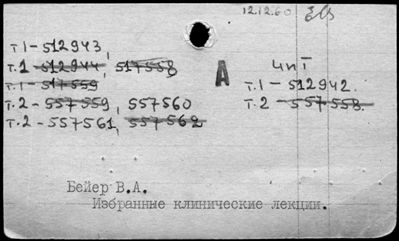 12.12.60
т.1-512943,
т.1 512944, 517558
т.1-517559
т.2-557559, 557560
т.2-557561, 557562
А
чит
т.1-512942.
т.2-557558.
Бейер В.А.
Избранные клинические лекции.